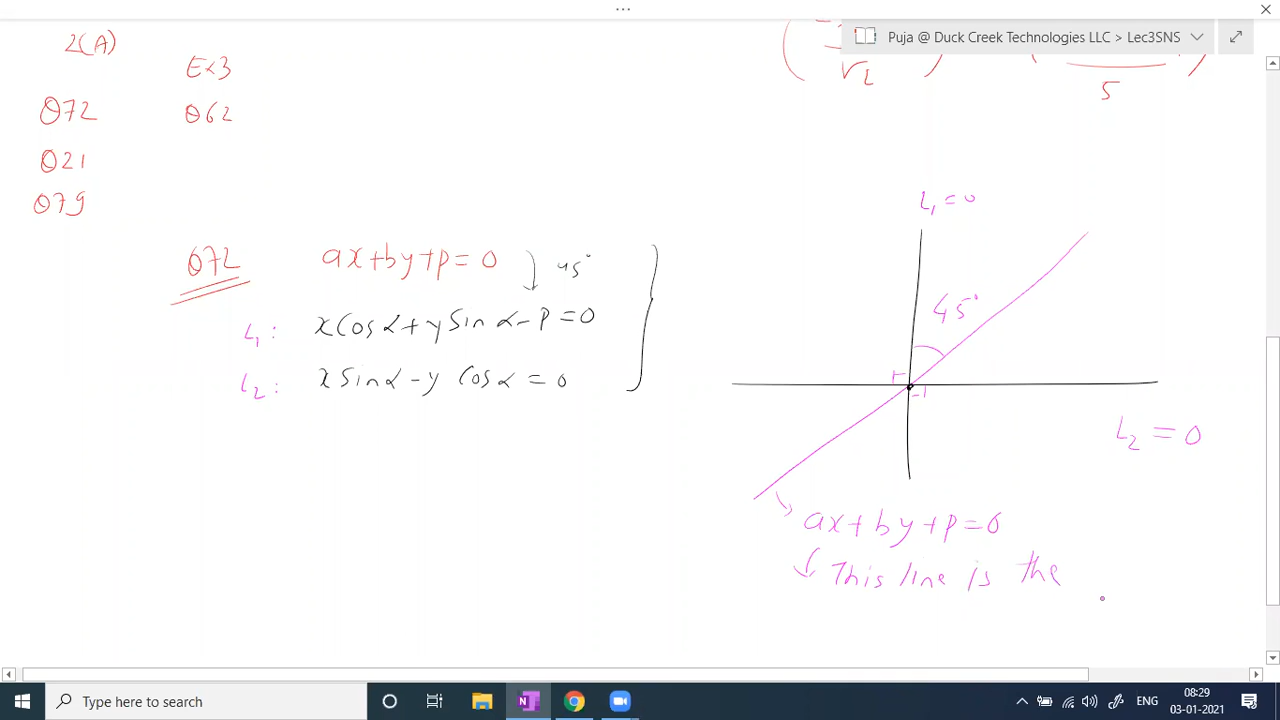 ...
Puja @ Duck Creek Technologies LLC > Lec3SNS
2(A)
Ex3
Q72
Q62
Q21
Q79
√2
5
Q72 ax+by+p=0 45°
L₁: x Cos α + y Sin α - p = 0
L₂: x Sin α - y Cos α = 0
L₁ = 0
45°
L₂ = 0
ax+by+p=0
This line is the
Type here to search
ENG
08:29
03-01-2021